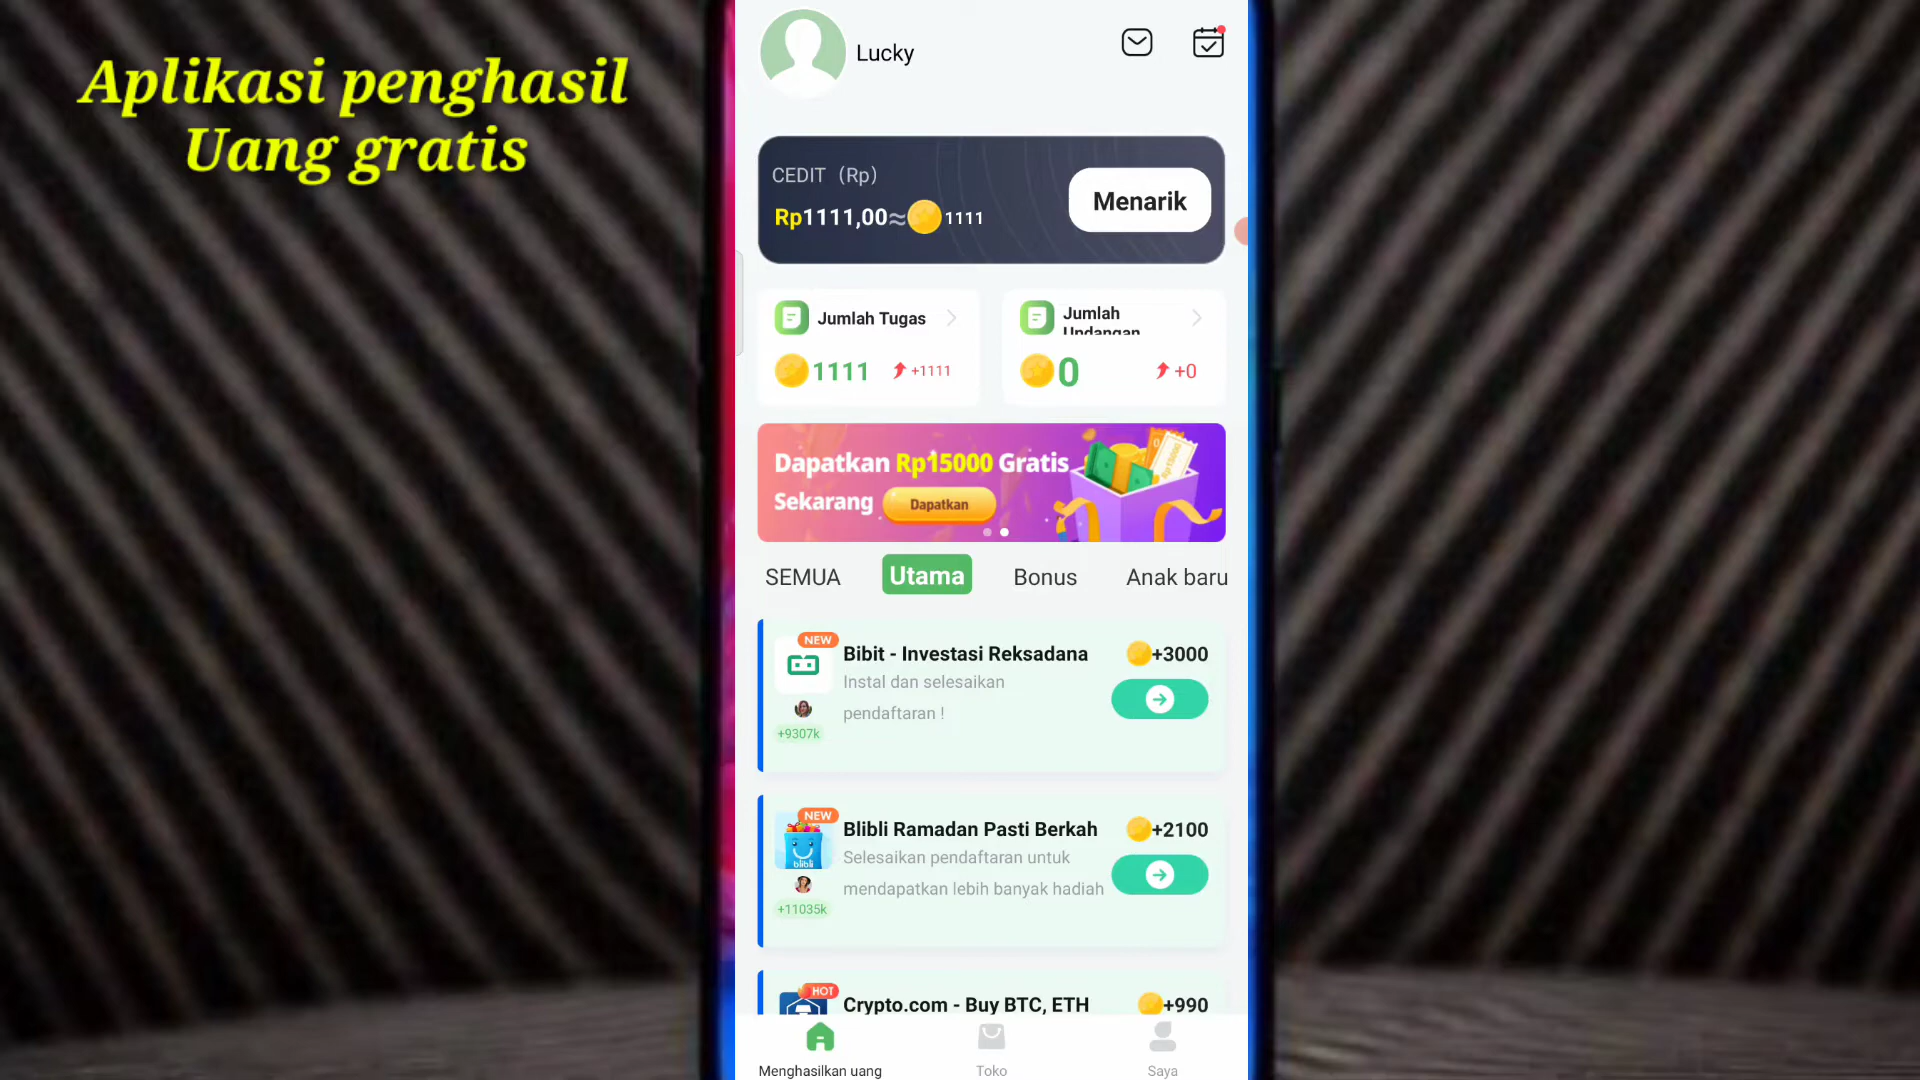 Aplikasi penghasil
Uang gratis
Lucky
CEDIT (Rp)
Rp1111,00≈1111
Menarik
Jumlah Tugas
1111
+1111
Jumlah
Undangan
0
+0
Dapatkan Rp15000 Gratis
Sekarang
Dapatkan
SEMUA
Utama
Bonus
Anak baru
NEW
Bibit - Investasi Reksadana
+3000
Instal dan selesaikan
pendaftaran !
+9307k
NEW
Blibli Ramadan Pasti Berkah
+2100
blibli
Selesaikan pendaftaran untuk
mendapatkan lebih banyak hadiah
+11035k
HOT
Crypto.com - Buy BTC, ETH
+990
Menghasilkan uang
Toko
Saya